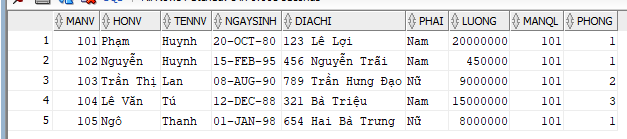 MANV HONV TENNV NGAYSINH DIACHI PHAI LUONG MANQL PHONG
1 101 Phạm Huynh 20-OCT-80 123 Lê Lợi Nam 20000000 101 1
2 102 Nguyễn Huynh 15-FEB-95 456 Nguyễn Trãi Nam 450000 101 1
3 103 Trần Thị Lan 08-AUG-90 789 Trần Hưng Đạo Nữ 9000000 101 2
4 104 Lê Văn Tú 12-DEC-88 321 Bà Triệu Nam 15000000 101 3
5 105 Ngô Thanh 01-JAN-98 654 Hai Bà Trưng Nữ 8000000 101 1